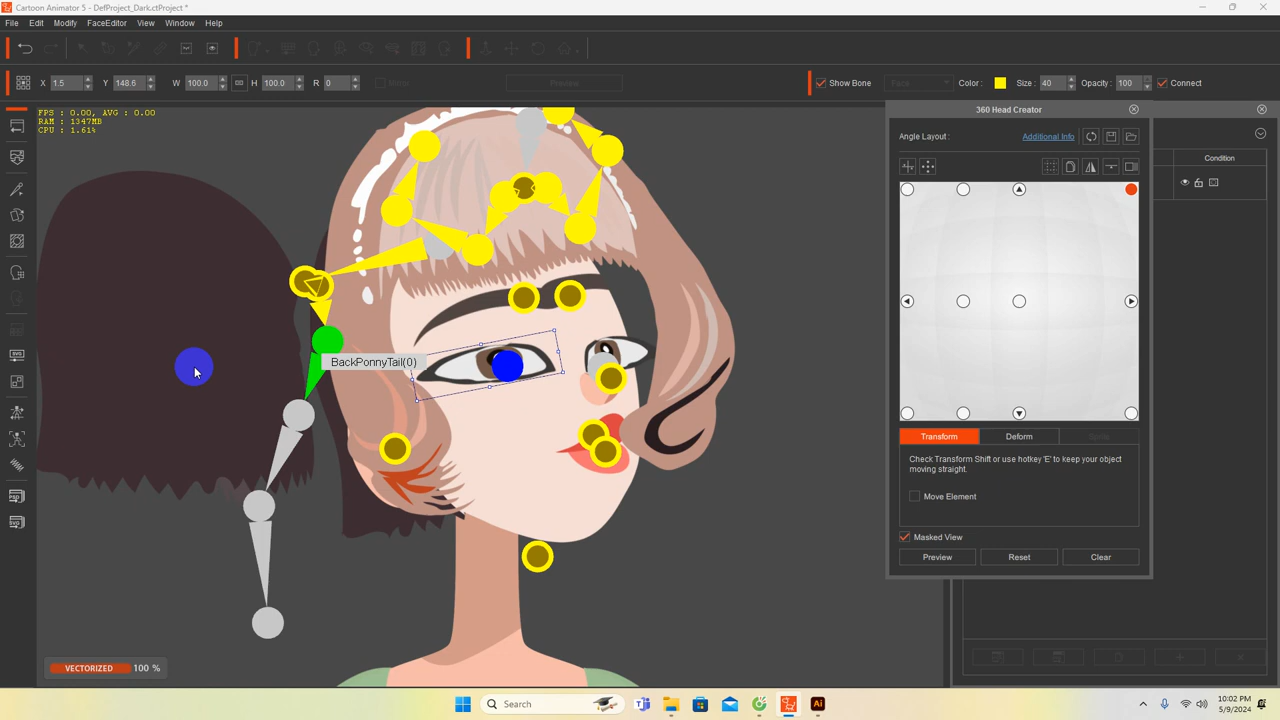 Cartoon Animator 5 - DefProject_Dark.ctProject *
File Edit Modify FaceEditor View Window Help
X 1.5 Y 148.6 W 100.0 H 100.0 R 0 Mirror Preview Show Bone Face Color : Size : 40 Opacity : 100 Connect
FPS : 0.00, AVG : 0.00
RAM : 1347MB
CPU : 1.61%
360 Head Creator
Angle Layout : Additional Info
Condition
BackPonnyTail(0)
Transform Deform
Check Transform Shift or use hotkey 'E' to keep your object
moving straight.
Move Element
Masked View
Preview Reset Clear
VECTORIZED 100 %
Search
10:02 PM
5/9/2024